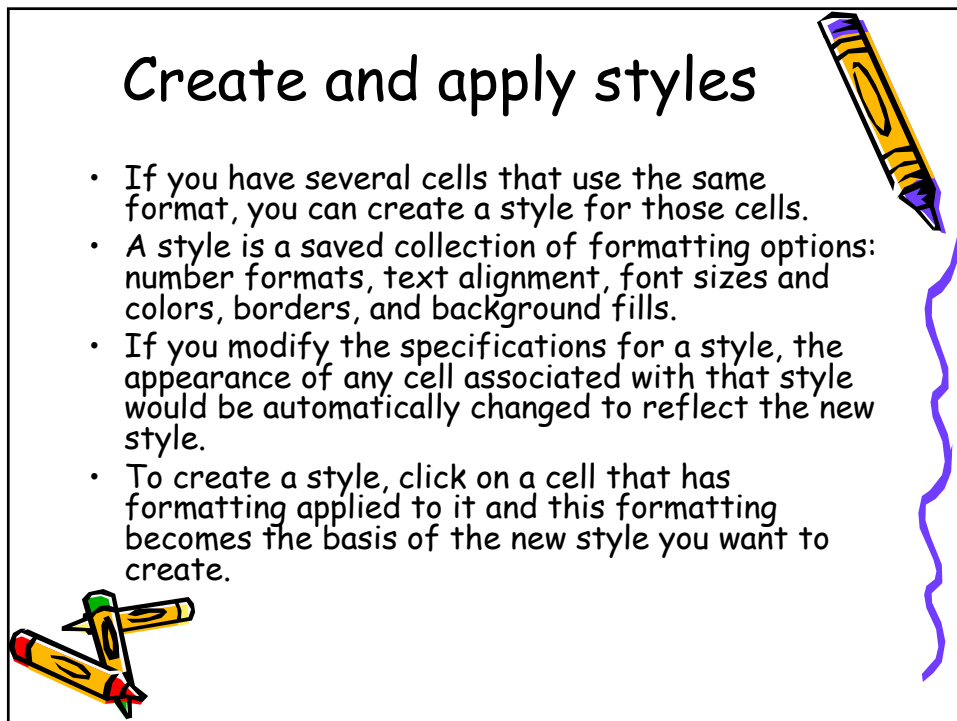 Create and apply styles
• If you have several cells that use the same
format, you can create a style for those cells.
• A style is a saved collection of formatting options:
number formats, text alignment, font sizes and
colors, borders, and background fills.
• If you modify the specifications for a style, the
appearance of any cell associated with that style
would be automatically changed to reflect the new
style.
• To create a style, click on a cell that has
formatting applied to it and this formatting
becomes the basis of the new style you want to
create.